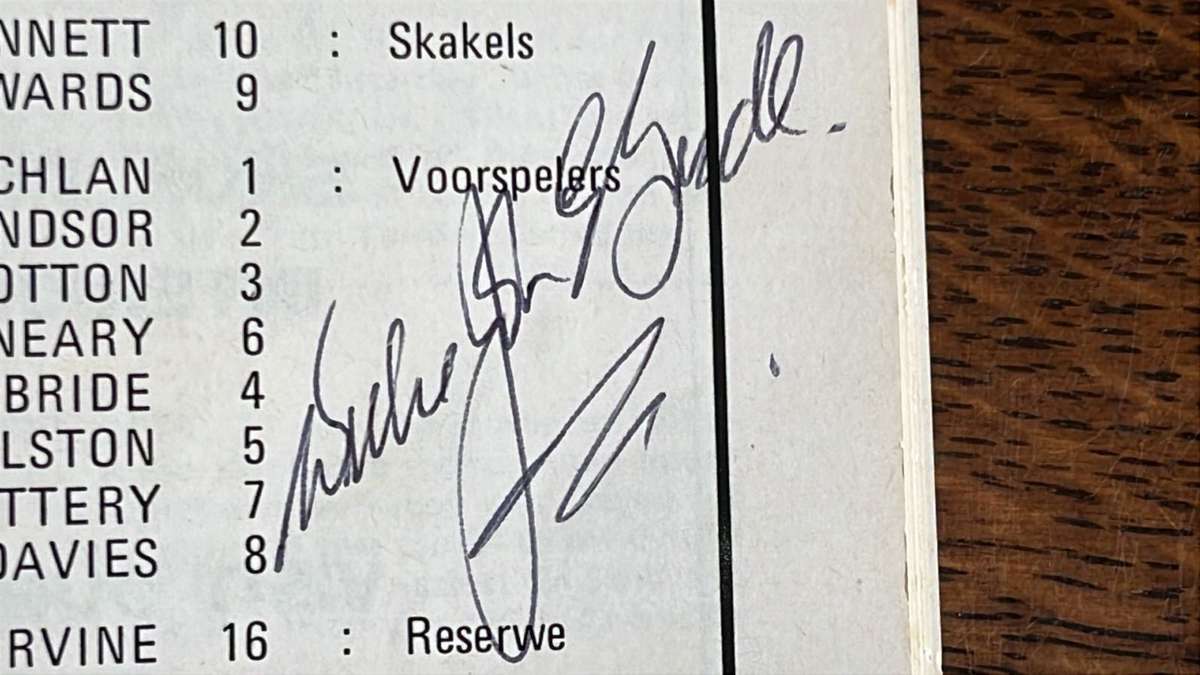 NNETT 10 : Skakels
WARDS 9
CHLAN 1 : Voorspelers
NDSOR 2
OTTON 3
NEARY 6
BRIDE 4
LSTON 5
TTERY 7
DAVIES 8
RVINE 16 : Reserwe